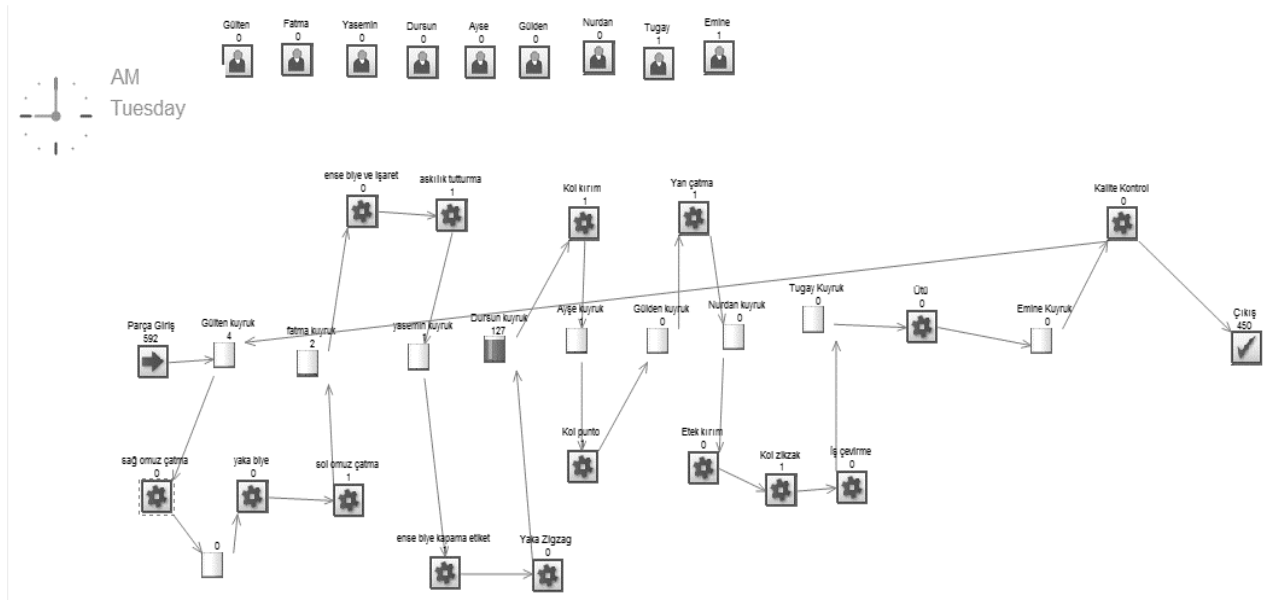 Gülten
0
Fatma
0
Yasemin
0
Dursun
0
Ayse
0
Gülden
0
Nurdan
0
Tugay
1
Emine
1
AM
Tuesday
ense biye ve işaret
0
askılık tutturma
1
Kol kırım
1
Yan çatma
1
Kalite Kontrol
0
Parça Giriş
592
Gülten kuyruk
4
fatma kuyruk
2
yasemin kuyruk
1
Dursun kuyruk
127
Ayşe kuyruk
Gülden kuyruk
0
Nurdan kuyruk
0
Tugay Kuyruk
0
Ütü
0
Emine Kuyruk
0
Çıkış
450
sağ omuz çatma
0
yaka biye
0
sol omuz çatma
1
Kol punto
Etek kırım
0
Kol zikzak
1
İş çevirme
0
0
ense biye kapama etiket
Yaka Zigzag
0